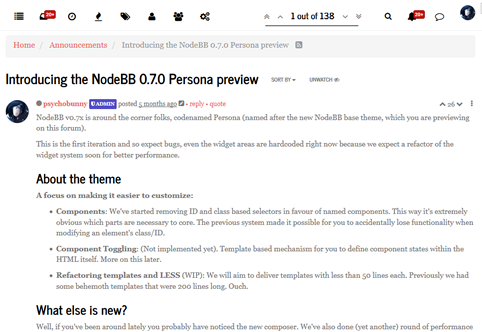 20+
1 out of 138
20+
Home / Announcements / Introducing the NodeBB 0.7.0 Persona preview
Introducing the NodeBB 0.7.0 Persona preview SORT BY UNWATCH
psychobunny ADMIN posted 5 months ago • reply • quote 26
NodeBB v0.7x is around the corner folks, codenamed Persona (named after the new NodeBB base theme, which you are previewing
on this forum).
This is the first iteration and so expect bugs, even the widget areas are hardcoded right now because we expect a refactor of the
widget system soon for better performance.
About the theme
A focus on making it easier to customize:
• Components: We've started removing ID and class based selectors in favour of named components. This way it's extremely
obvious which parts are necessary to core. The previous system made it possible for you to accidentally lose functionality when
modifying an element's class/ID.
• Component Toggling: (Not implemented yet). Template based mechanism for you to define component states within the
HTML itself. More on this later.
• Refactoring templates and LESS (WIP): We will aim to deliver templates with less than 50 lines each. Previously we had
some behemoth templates that were 200 lines long. Ouch.
What else is new?
Well, if you've been around lately you probably have noticed the new composer. We've also done (yet another) round of performance